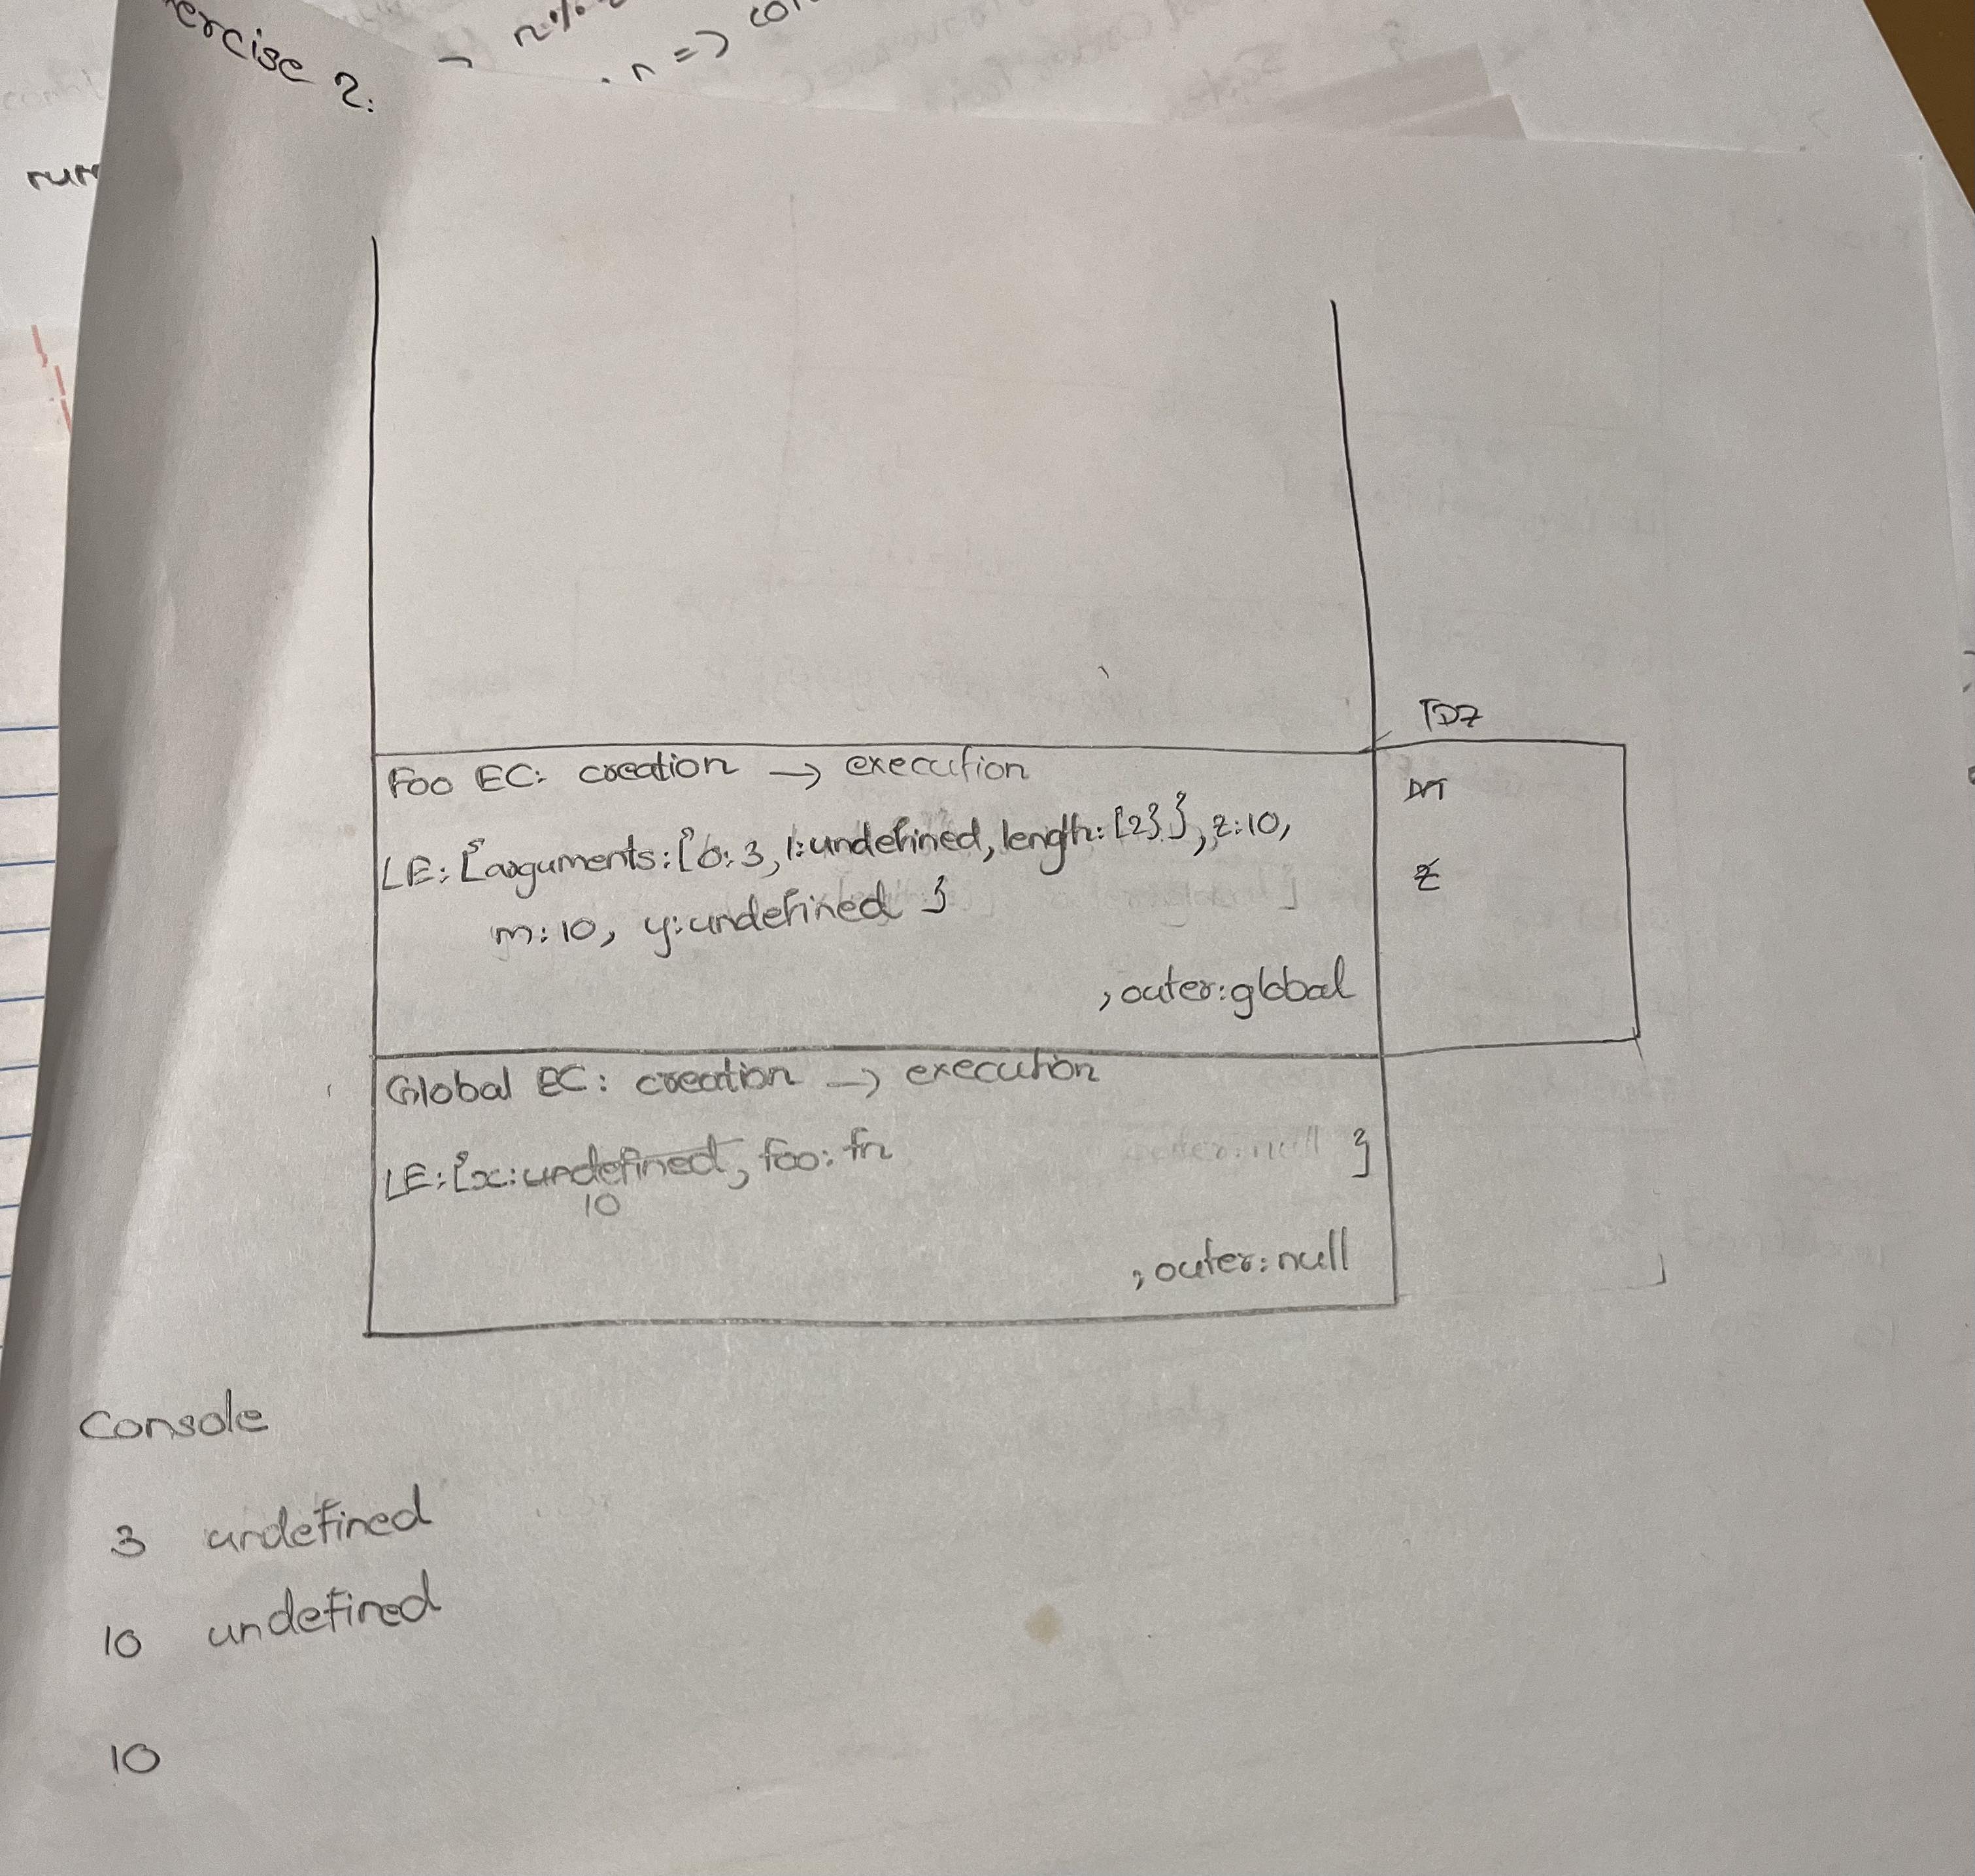 ercise 2:
n%
n => co
Foo EC: creation → execution
LE: {arguments: {0: 3, 1: undefined, length: {2}}, z: 10,
m: 10, y: undefined }
, outer: global
TDZ
m
z
Global EC: creation → execution
LE: {x: undefined, foo: fn }
10
, outer: null
Console
3 undefined
10 undefined
10